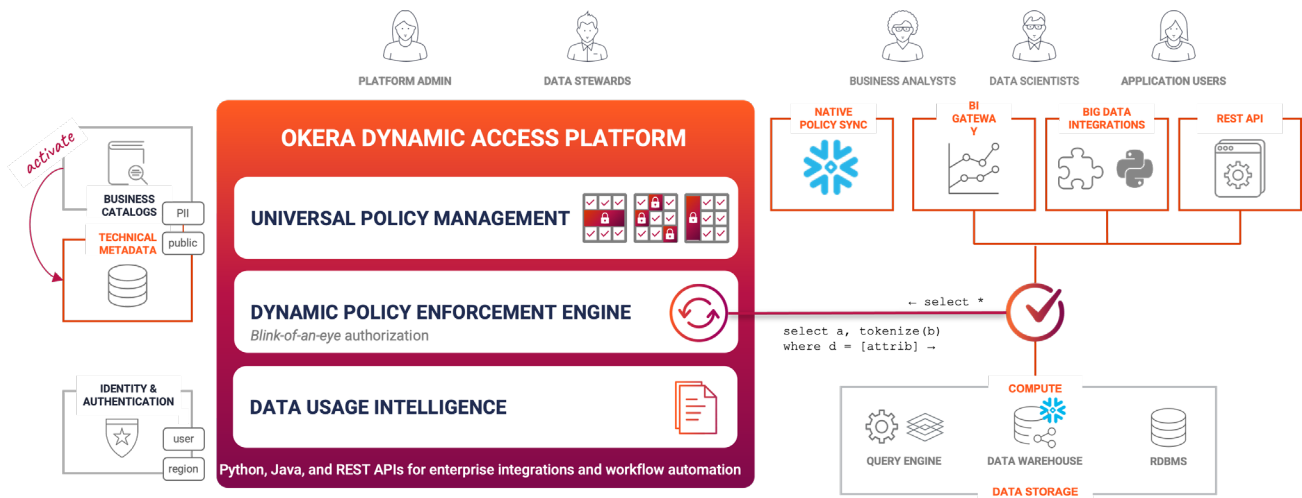 PLATFORM ADMIN
DATA STEWARDS
BUSINESS ANALYSTS
DATA SCIENTISTS
APPLICATION USERS
activate
BUSINESS
CATALOGS
PII
public
TECHNICAL
METADATA
IDENTITY &
AUTHENTICATION
user
region
OKERA DYNAMIC ACCESS PLATFORM
UNIVERSAL POLICY MANAGEMENT
DYNAMIC POLICY ENFORCEMENT ENGINE
Blink-of-an-eye authorization
DATA USAGE INTELLIGENCE
Python, Java, and REST APIs for enterprise integrations and workflow automation
NATIVE
POLICY SYNC
BI
GATEWA
Y
BIG DATA
INTEGRATIONS
REST API
← select *
select a, tokenize(b)
where d = [attrib] →
COMPUTE
QUERY ENGINE
DATA WAREHOUSE
RDBMS
DATA STORAGE